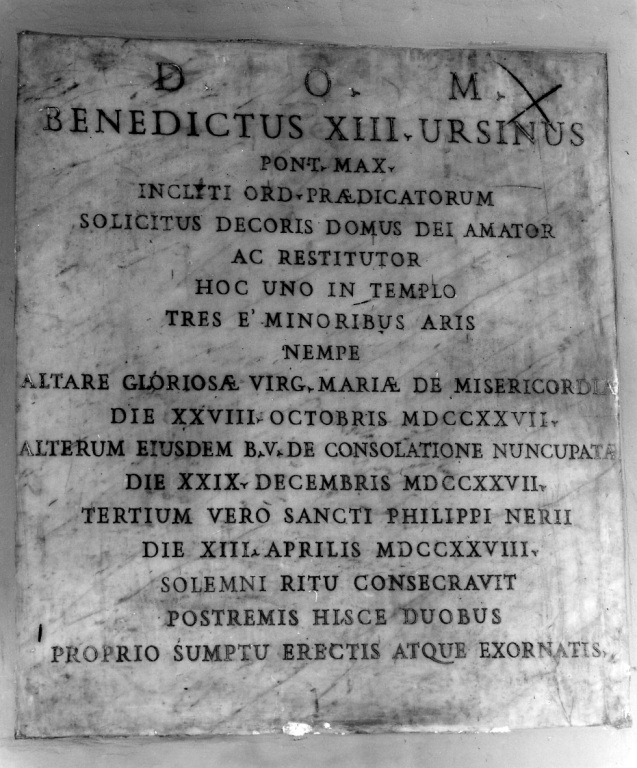 D O M
BENEDICTUS XIII. URSINUS
PONT. MAX.
INCLITI ORD. PRÆDICATORUM
SOLICITUS DECORIS DOMUS DEI AMATOR
AC RESTITUTOR
HOC UNO IN TEMPLO
TRES E' MINORIBUS ARIS
NEMPE
ALTARE GLORIOSÆ VIRG. MARIÆ DE MISERICORDIA
DIE XXVIII. OCTOBRIS MDCCXXVII.
ALTERUM EIUSDEM B.V. DE CONSOLATIONE NUNCUPATÆ
DIE XXIX. DECEMBRIS MDCCXXVII.
TERTIUM VERO SANCTI PHILIPPI NERII
DIE XIII. APRILIS MDCCXXVIII.
SOLEMNI RITU CONSECRAVIT
POSTREMIS HISCE DUOBUS
PROPRIO SUMPTU ERECTIS ATQUE EXORNATIS.